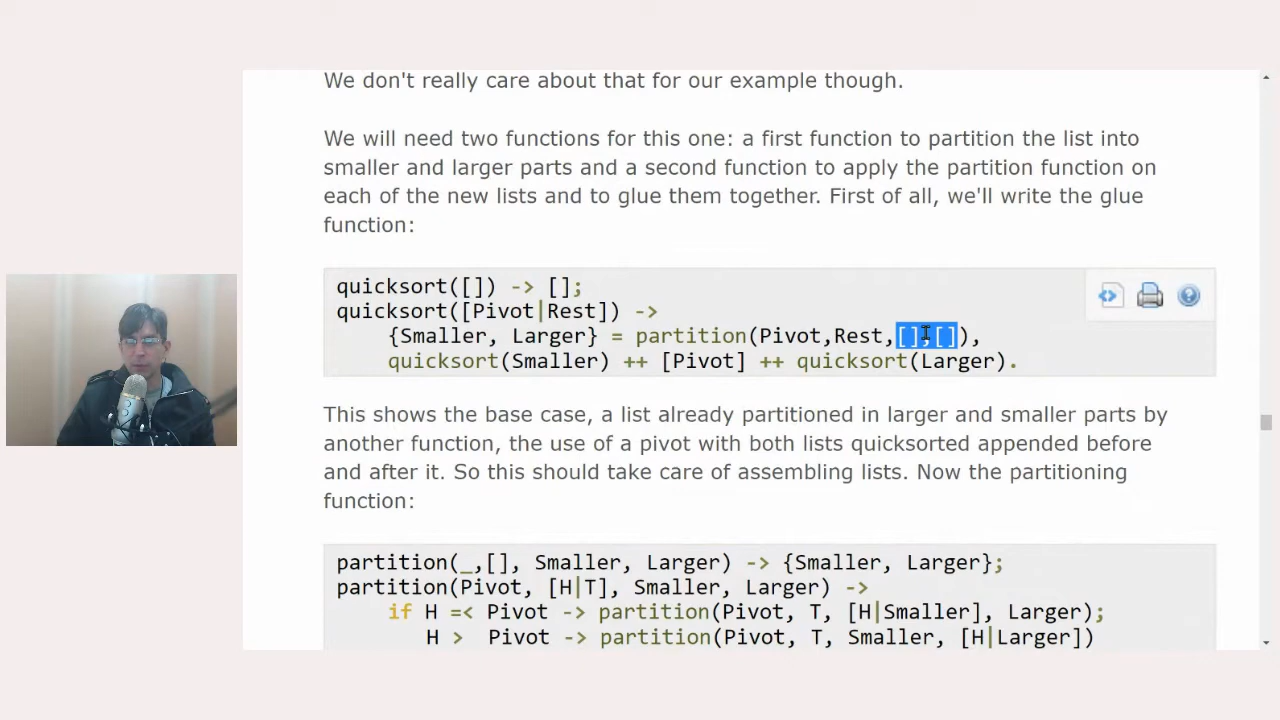 We don't really care about that for our example though.
We will need two functions for this one: a first function to partition the list into
smaller and larger parts and a second function to apply the partition function on
each of the new lists and to glue them together. First of all, we'll write the glue
function:
quicksort([]) -> [];
quicksort([Pivot|Rest]) ->
{Smaller, Larger} = partition(Pivot,Rest,[],[]),
quicksort(Smaller) ++ [Pivot] ++ quicksort(Larger).
This shows the base case, a list already partitioned in larger and smaller parts by
another function, the use of a pivot with both lists quicksorted appended before
and after it. So this should take care of assembling lists. Now the partitioning
function:
partition(_,[], Smaller, Larger) -> {Smaller, Larger};
partition(Pivot, [H|T], Smaller, Larger) ->
if H =< Pivot -> partition(Pivot, T, [H|Smaller], Larger);
H > Pivot -> partition(Pivot, T, Smaller, [H|Larger])